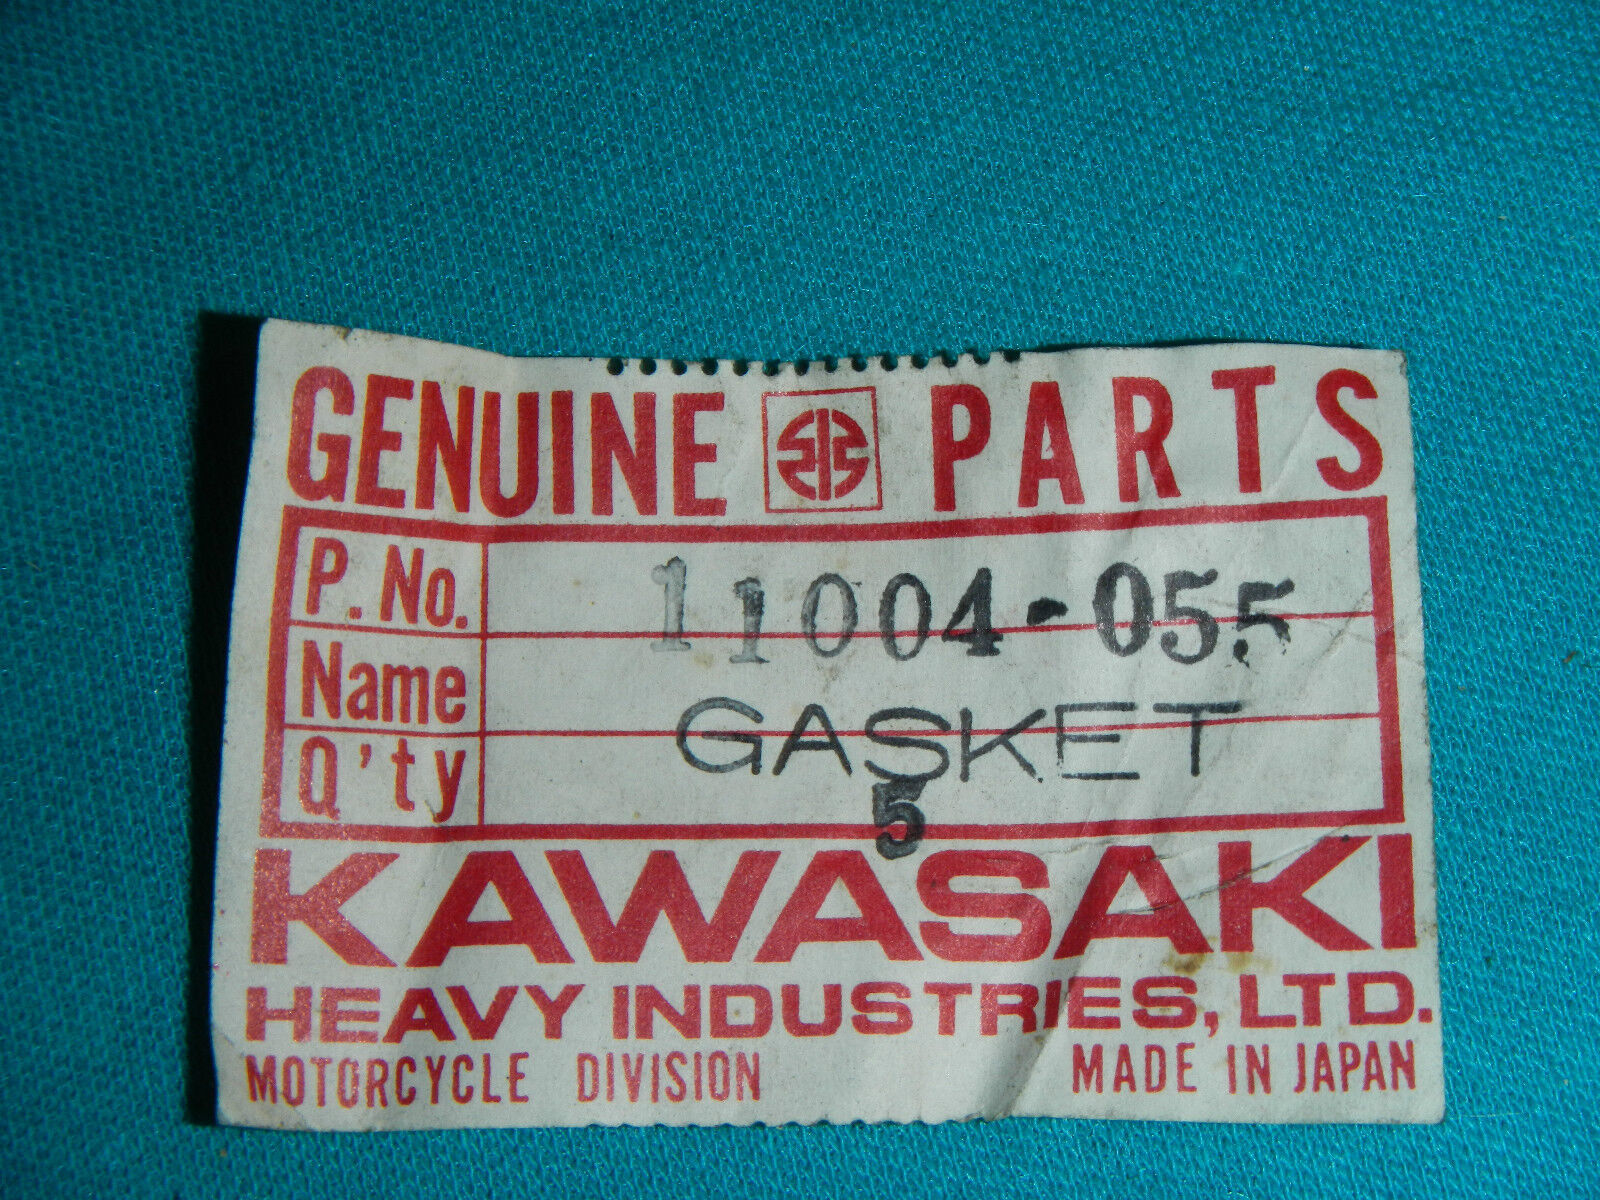 GENUINE PARTS
P. No. 11004-055
Name GASKET
Q'ty 5
KAWASAKI
HEAVY INDUSTRIES, LTD.
MOTORCYCLE DIVISION MADE IN JAPAN